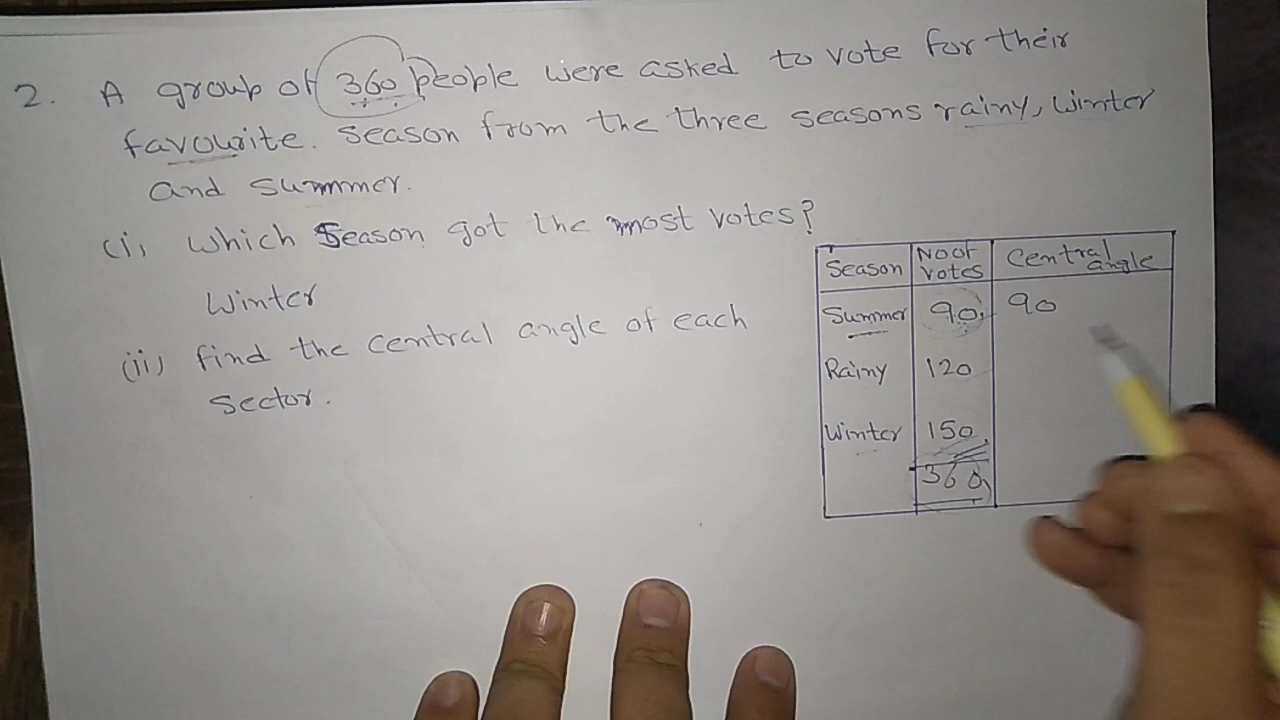 2. A group of 360 people were asked to vote for their
favourite. season from the three seasons rainy, winter
and summer.
(i) Which Season got the most votes?
Winter
(ii) find the central angle of each
sector.
Season No of votes Central angle
Summer 90 90
Rainy 120
Winter 150
360